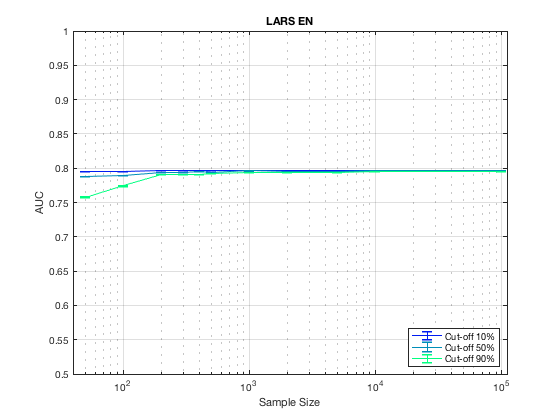 LARS EN
1
0.95
0.9
0.85
0.8
0.75
0.7
0.65
0.6
0.55
0.5
AUC
10^2
10^3
10^4
10^5
Sample Size
Cut-off 10%
Cut-off 50%
Cut-off 90%